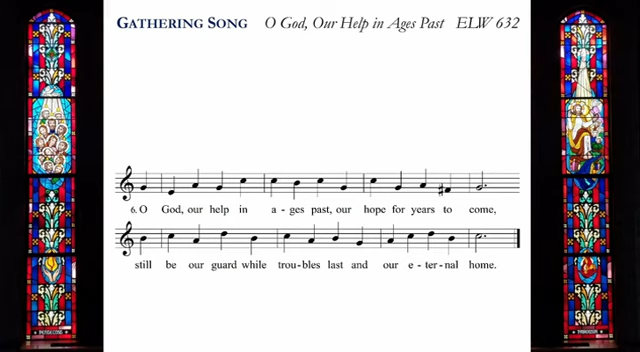 GATHERING SONG O God, Our Help in Ages Past ELW 632
6. O God, our help in a - ges past, our hope for years to come,
still be our guard while trou - bles last and our e - ter - nal home.
PENTECOST